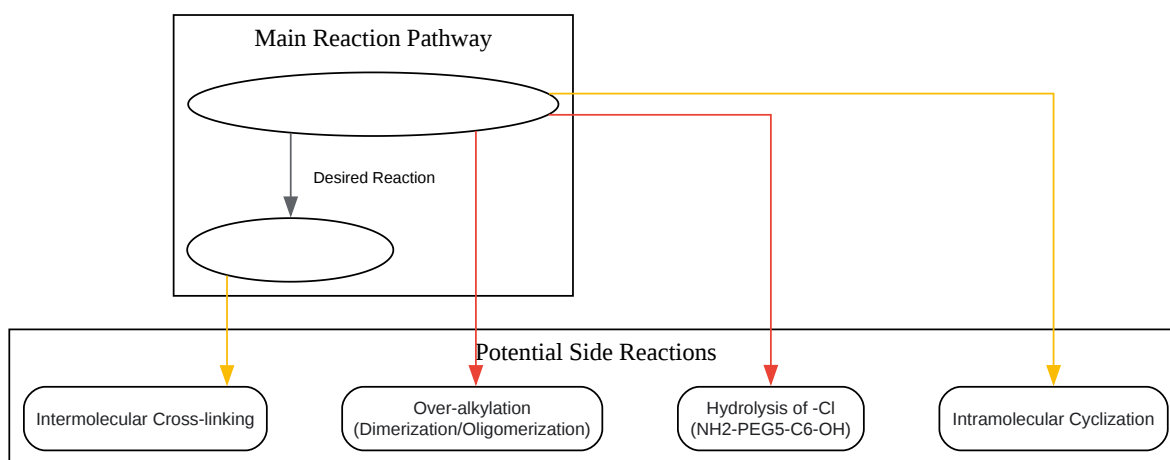 Main Reaction Pathway
Desired Reaction
Potential Side Reactions
Intermolecular Cross-linking
Over-alkylation
(Dimerization/Oligomerization)
Hydrolysis of -Cl
(NH2-PEG5-C6-OH)
Intramolecular Cyclization